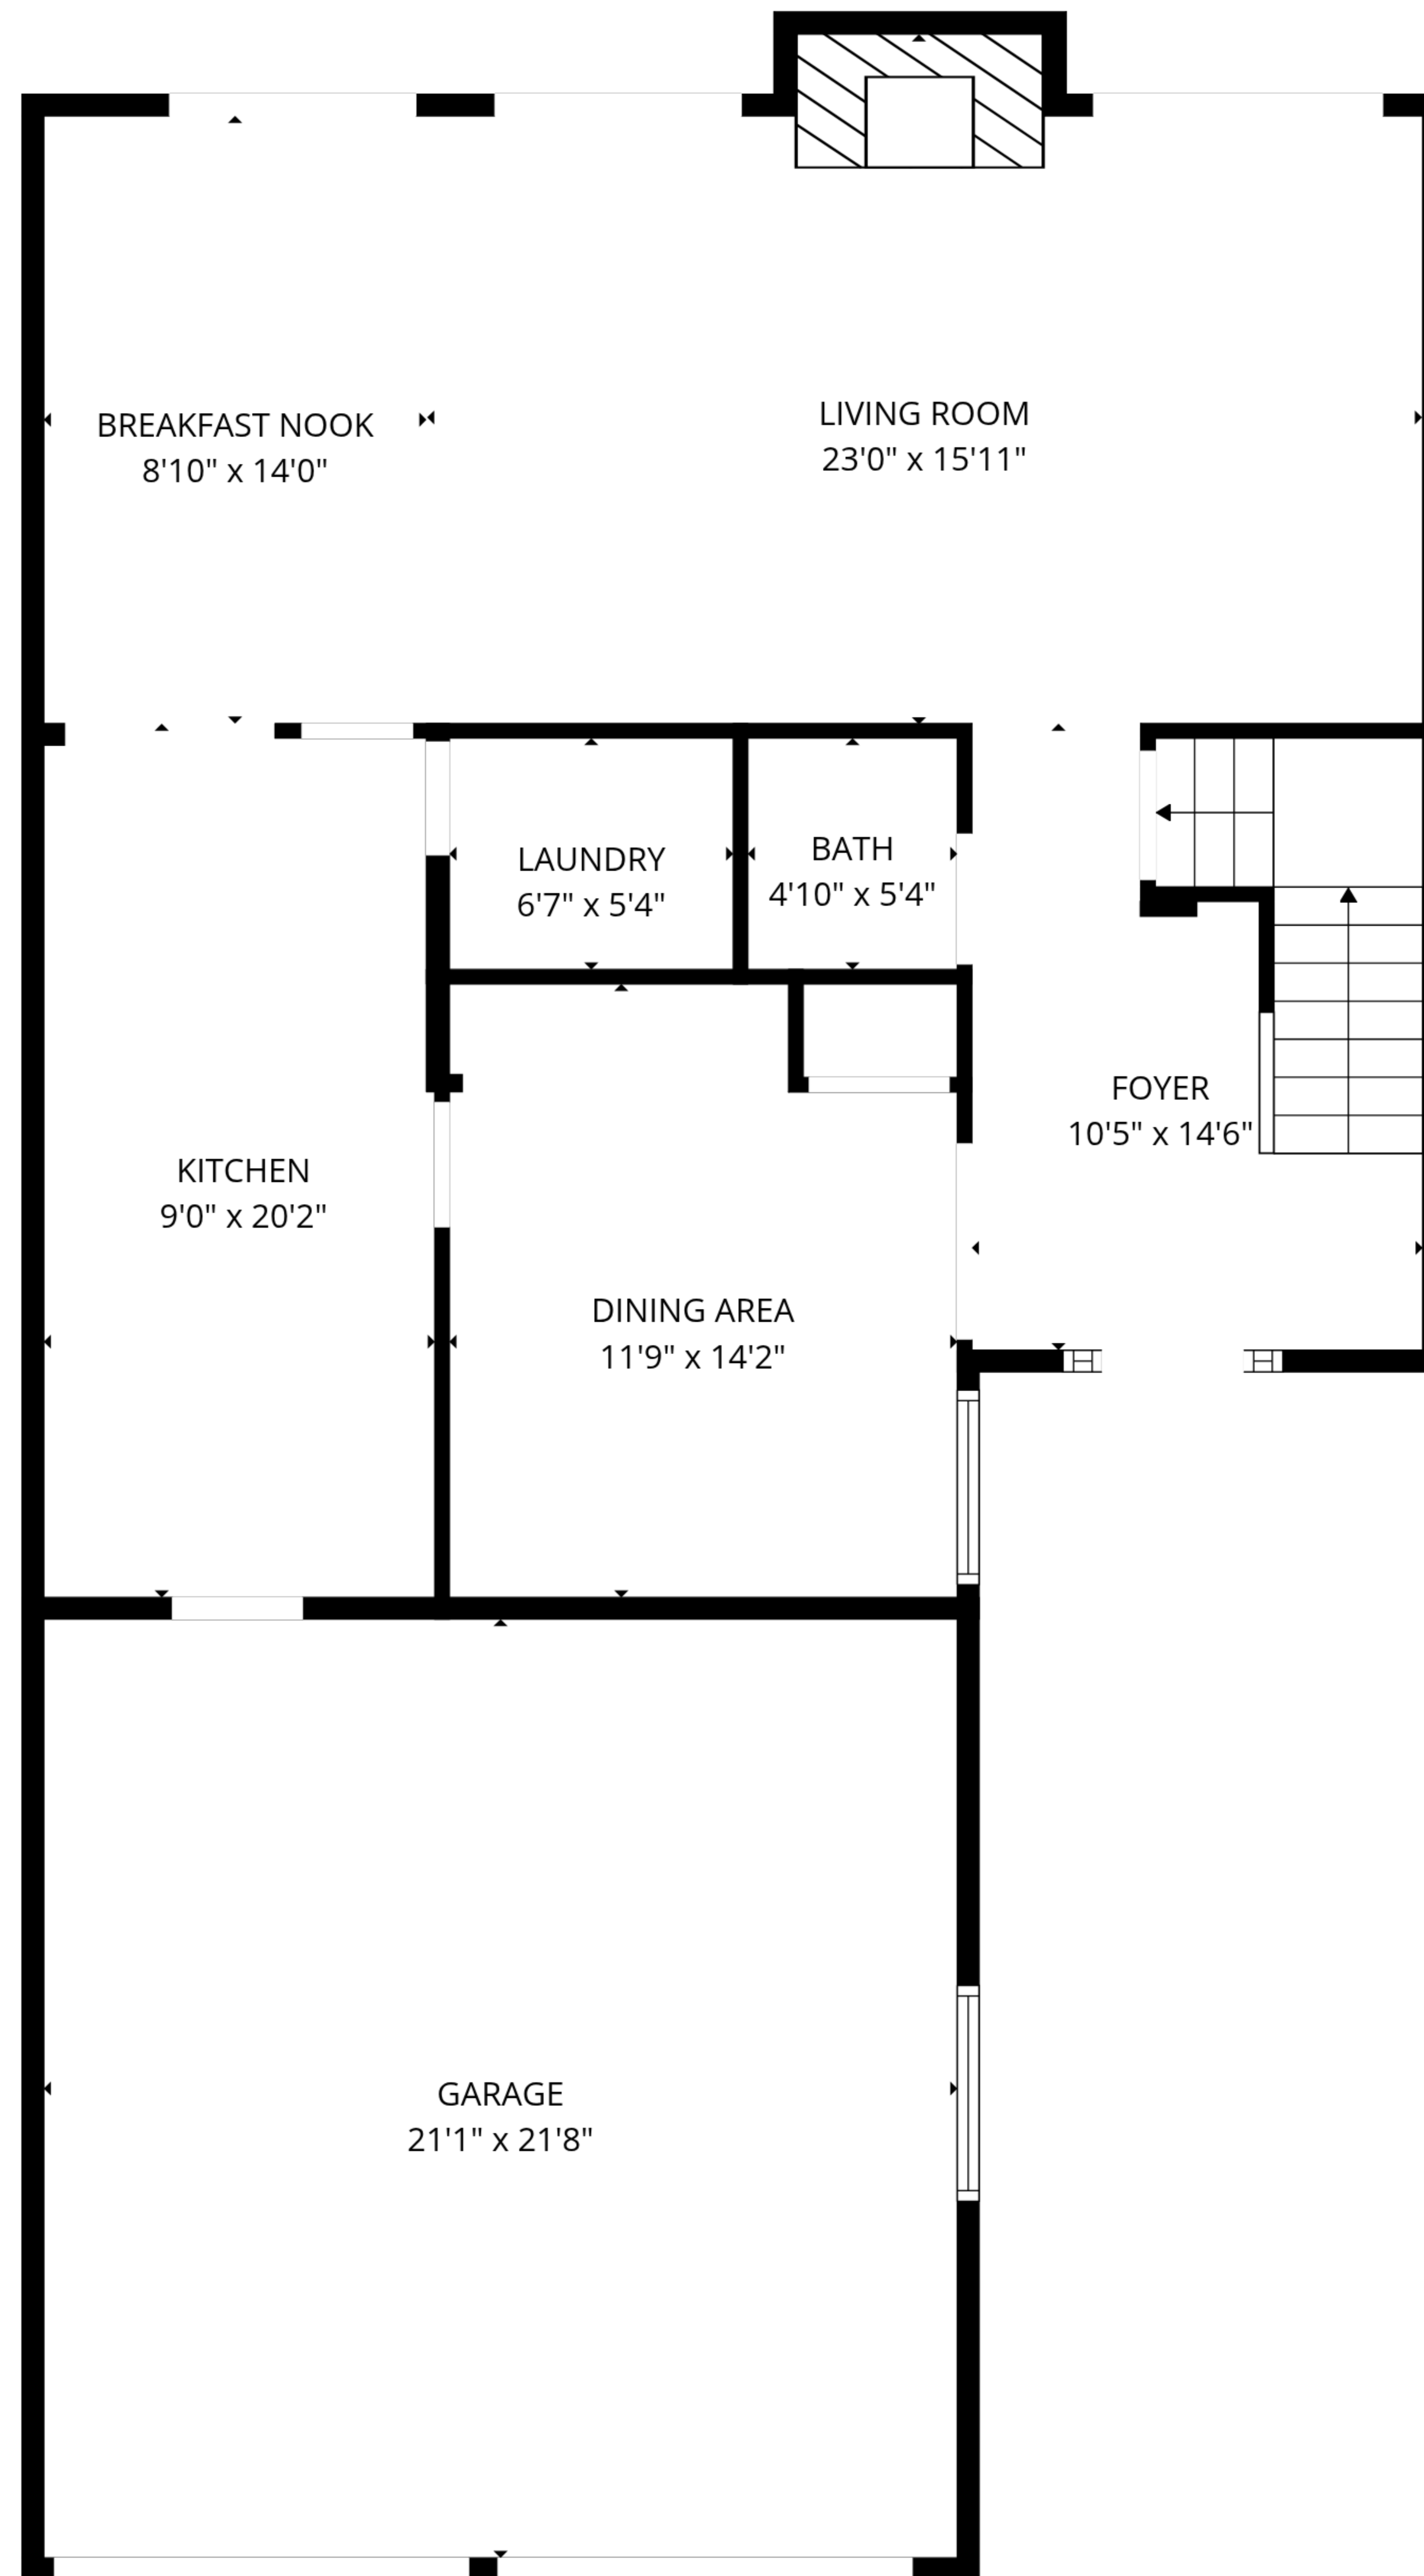 BREAKFAST NOOK
8'10" x 14'0"
LIVING ROOM
23'0" x 15'11"
LAUNDRY
6'7" x 5'4"
BATH
4'10" x 5'4"
FOYER
10'5" x 14'6"
KITCHEN
9'0" x 20'2"
DINING AREA
11'9" x 14'2"
GARAGE
21'1" x 21'8"